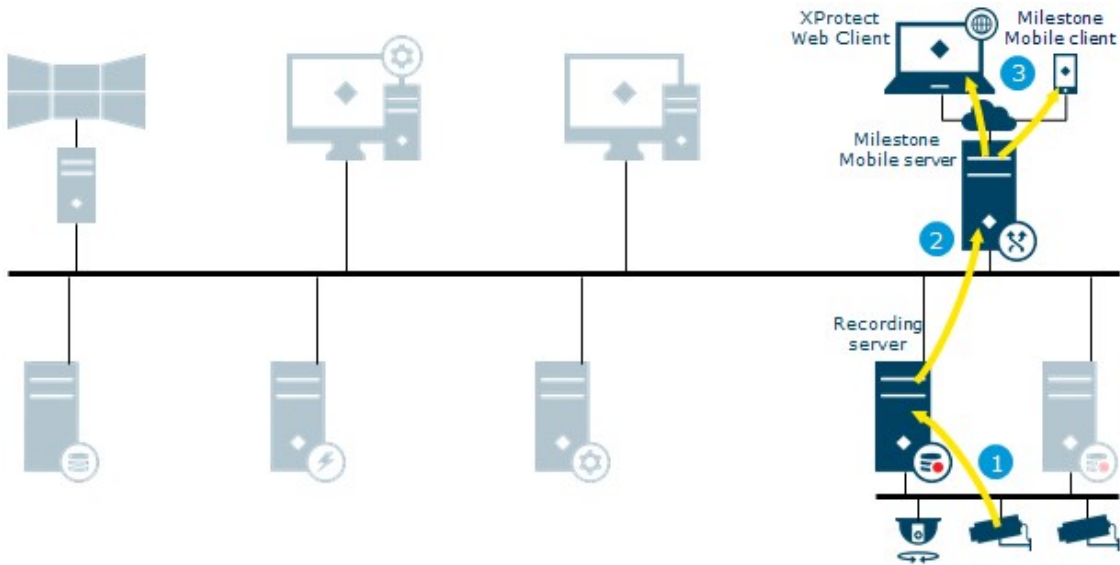 XProtect
Web Client
Milestone
Mobile client
3
Milestone
Mobile server
2
Recording
server
1